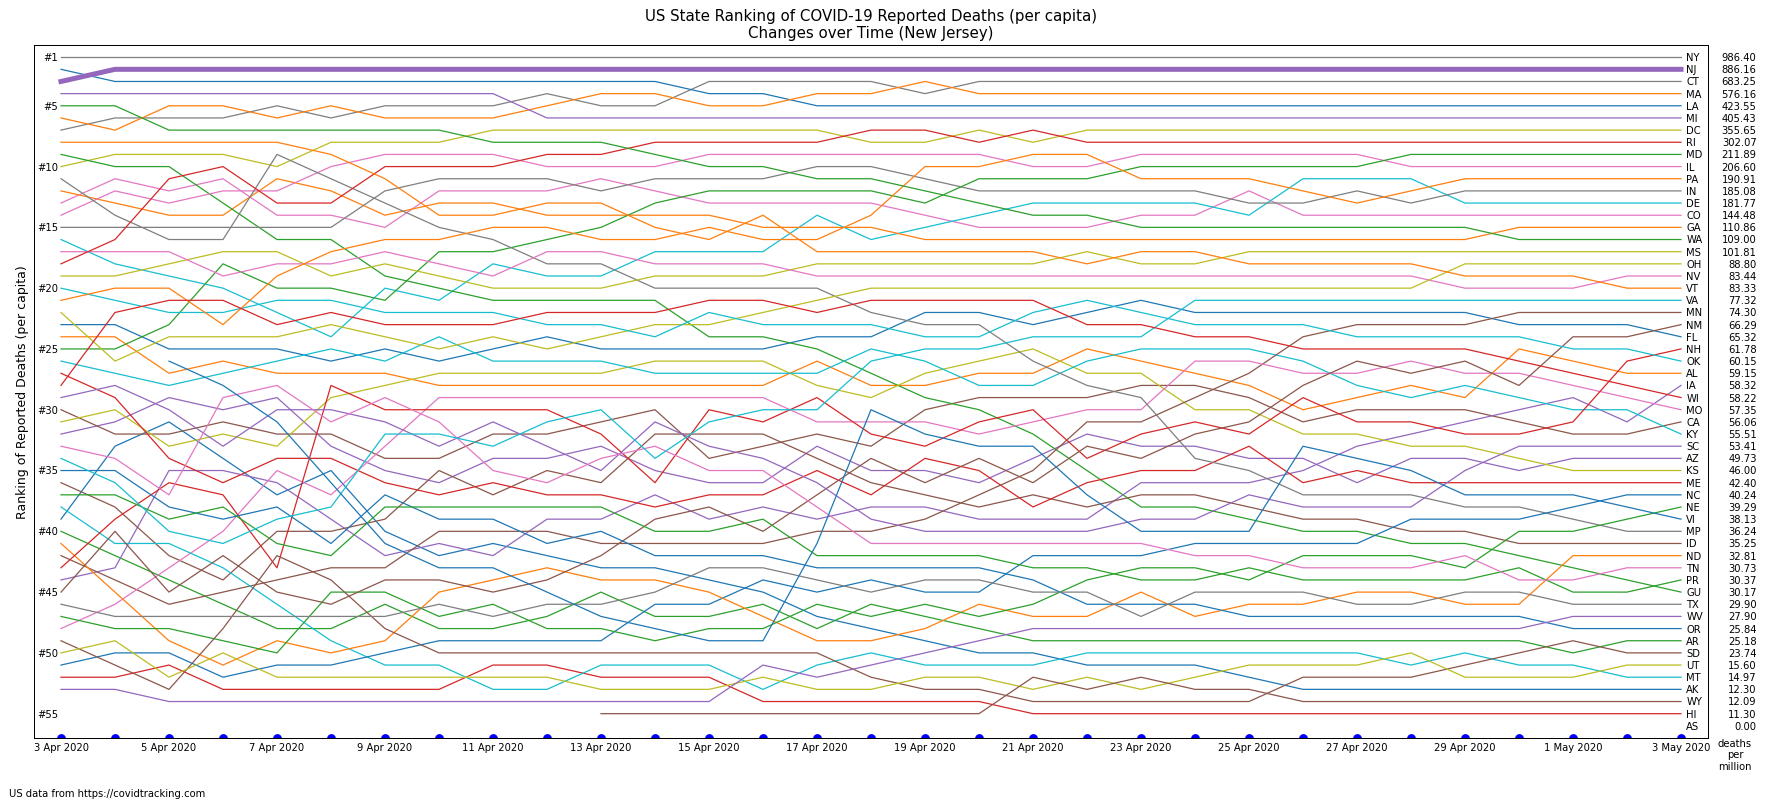 US State Ranking of COVID-19 Reported Deaths (per capita)
Changes over Time (New Jersey)
Ranking of Reported Deaths (per capita)
#1
#5
#10
#15
#20
#25
#30
#35
#40
#45
#50
#55
NY 986.40
NJ 886.16
CT 683.25
MA 576.16
LA 423.55
MI 405.43
DC 355.65
RI 302.07
MD 211.89
IL 206.60
PA 190.91
IN 185.08
DE 181.77
CO 144.48
GA 110.86
WA 109.00
MS 101.81
OH 88.80
NV 83.44
VT 83.33
VA 77.32
MN 74.30
NM 66.29
FL 65.32
NH 61.78
OK 60.15
AL 59.15
IA 58.32
WI 58.22
MO 57.35
CA 56.06
KY 55.51
SC 53.41
AZ 49.73
KS 46.00
ME 42.40
NC 40.24
NE 39.29
VI 38.13
MP 36.24
ID 35.25
ND 32.81
TN 30.73
PR 30.37
GU 30.17
TX 29.90
WV 27.90
OR 25.84
AR 25.18
SD 23.74
UT 15.60
MT 14.97
AK 12.30
WY 12.09
HI 11.30
AS 0.00
3 Apr 2020
5 Apr 2020
7 Apr 2020
9 Apr 2020
11 Apr 2020
13 Apr 2020
15 Apr 2020
17 Apr 2020
19 Apr 2020
21 Apr 2020
23 Apr 2020
25 Apr 2020
27 Apr 2020
29 Apr 2020
1 May 2020
3 May 2020
deaths
per
million
US data from https://covidtracking.com